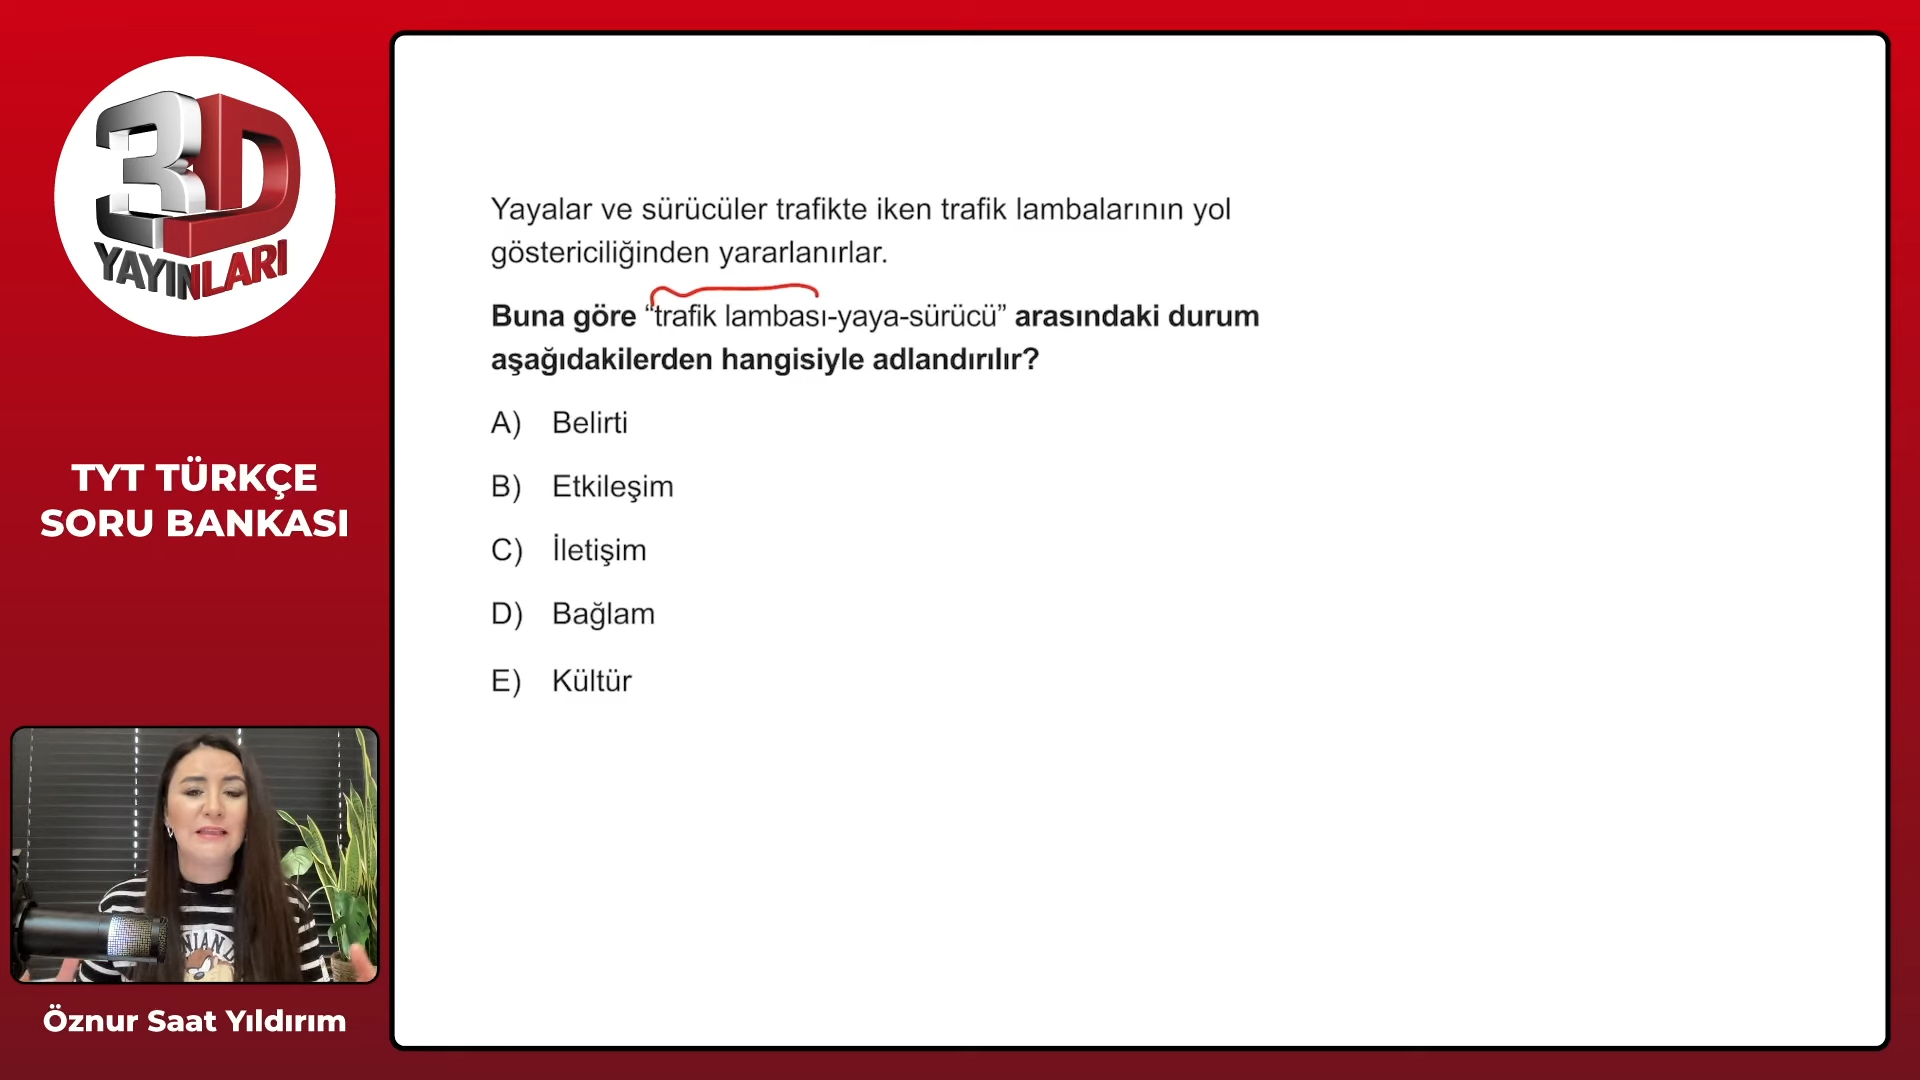 3D
YAYINLARI
TYT TÜRKÇE
SORU BANKASI
Öznur Saat Yıldırım
Yayalar ve sürücüler trafikte iken trafik lambalarının yol
göstericiliğinden yararlanırlar.
Buna göre “trafik lambası-yaya-sürücü” arasındaki durum
aşağıdakilerden hangisiyle adlandırılır?
A) Belirti
B) Etkileşim
C) İletişim
D) Bağlam
E) Kültür